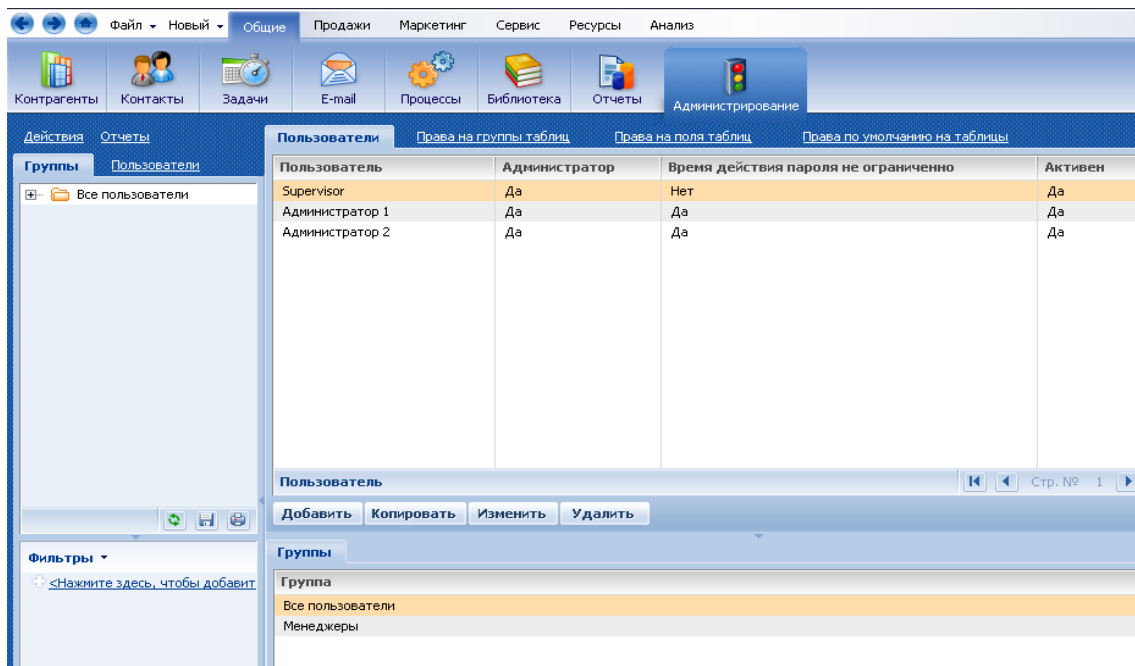 Файл Новый Общие Продажи Маркетинг Сервис Ресурсы Анализ
Контрагенты Контакты Задачи E-mail Процессы Библиотека Отчеты Администрирование
Действия Отчеты
Группы Пользователи
Все пользователи
Пользователи Права на группы таблиц Права на поля таблиц Права по умолчанию на таблицы
Пользователь Администратор Время действия пароля не ограниченно Активен
Supervisor Да Нет Да
Администратор 1 Да Да Да
Администратор 2 Да Да Да
Пользователь Стр. № 1
Добавить Копировать Изменить Удалить
Фильтры
<Нажмите здесь, чтобы добавит
Группы
Группа
Все пользователи
Менеджеры